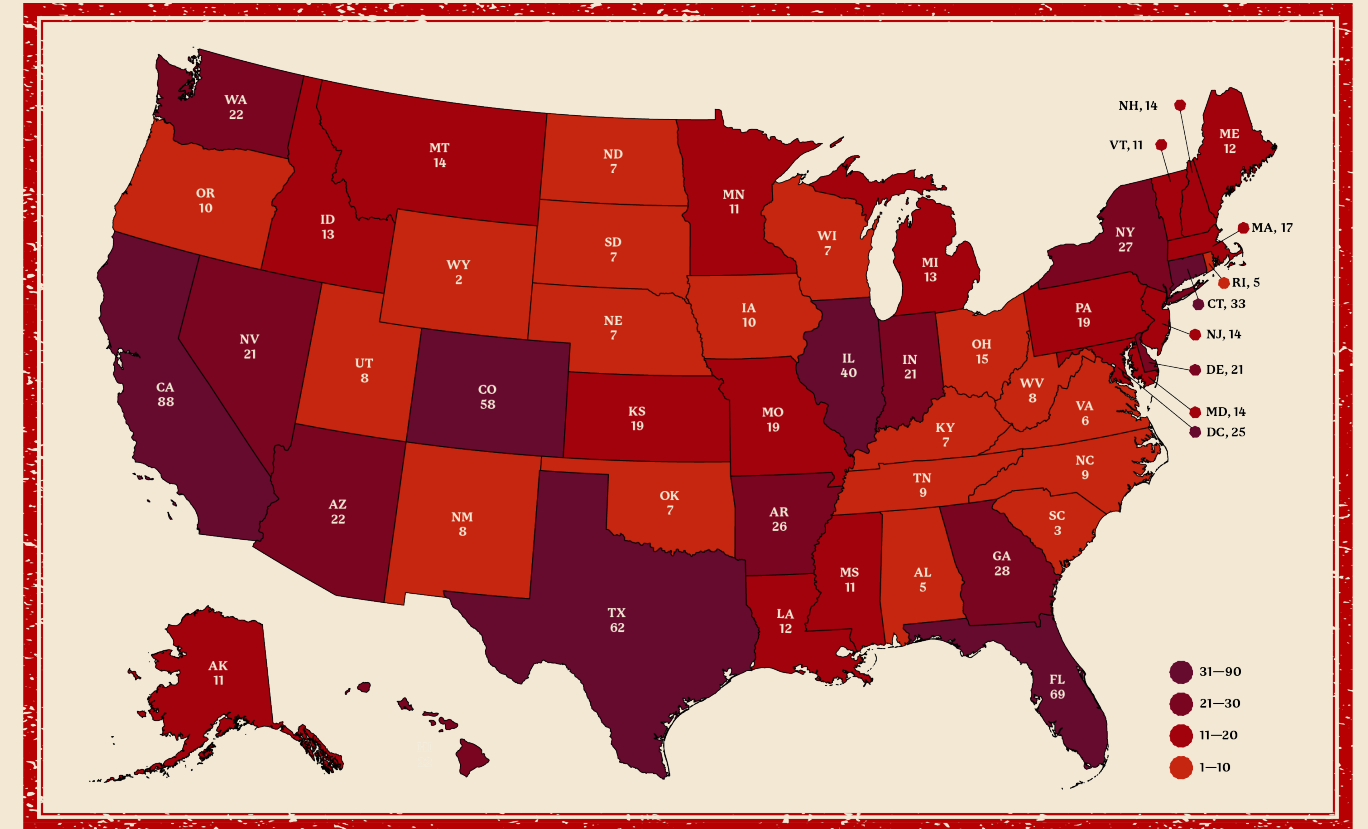 WA
22
OR
10
CA
88
NV
21
ID
13
MT
14
WY
2
UT
8
CO
58
AZ
22
NM
8
ND
7
SD
7
NE
7
KS
19
OK
7
TX
62
MN
11
IA
10
MO
19
AR
26
LA
12
WI
7
IL
40
MI
13
IN
21
OH
15
KY
7
TN
9
MS
11
AL
5
GA
28
FL
69
SC
3
NC
9
VA
6
WV
8
PA
19
NY
27
ME
12
NH, 14
VT, 11
MA, 17
RI, 5
CT, 33
NJ, 14
DE, 21
MD, 14
DC, 25
AK
11
31—90
21—30
11—20
1—10